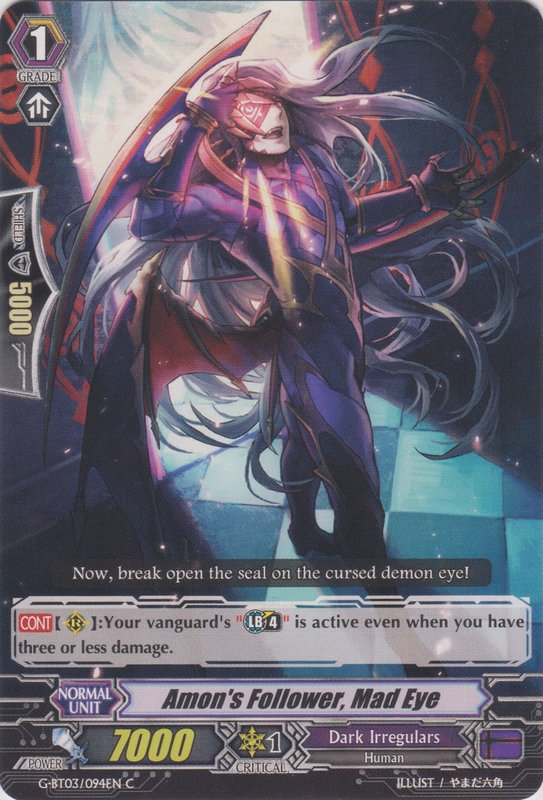 1
GRADE
SHIELD
5000
Now, break open the seal on the cursed demon eye!
CONT【R】:Your vanguard's "LB4" is active even when you have
three or less damage.
NORMAL
UNIT
Amon's Follower, Mad Eye
POWER
7000
1
CRITICAL
Dark Irregulars
Human
G-BT03/094EN C
ILLUST / やまだ六角